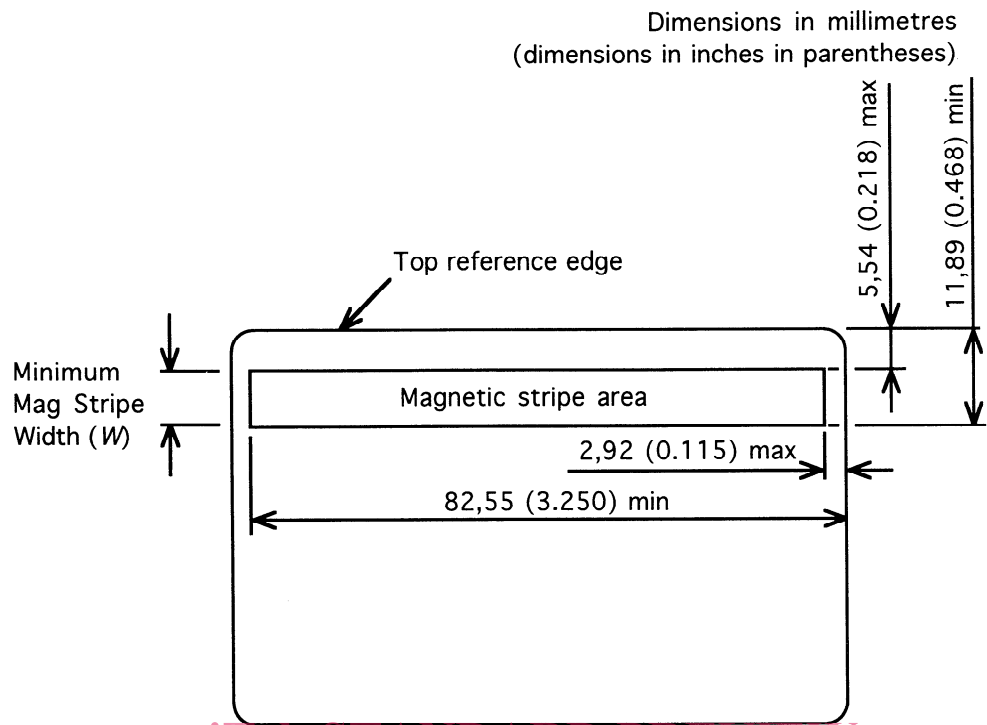 Dimensions in millimetres
(dimensions in inches in parentheses)
5,54 (0.218) max
11,89 (0.468) min
Top reference edge
Minimum
Mag Stripe
Width (W)
Magnetic stripe area
2,92 (0.115) max
82,55 (3.250) min